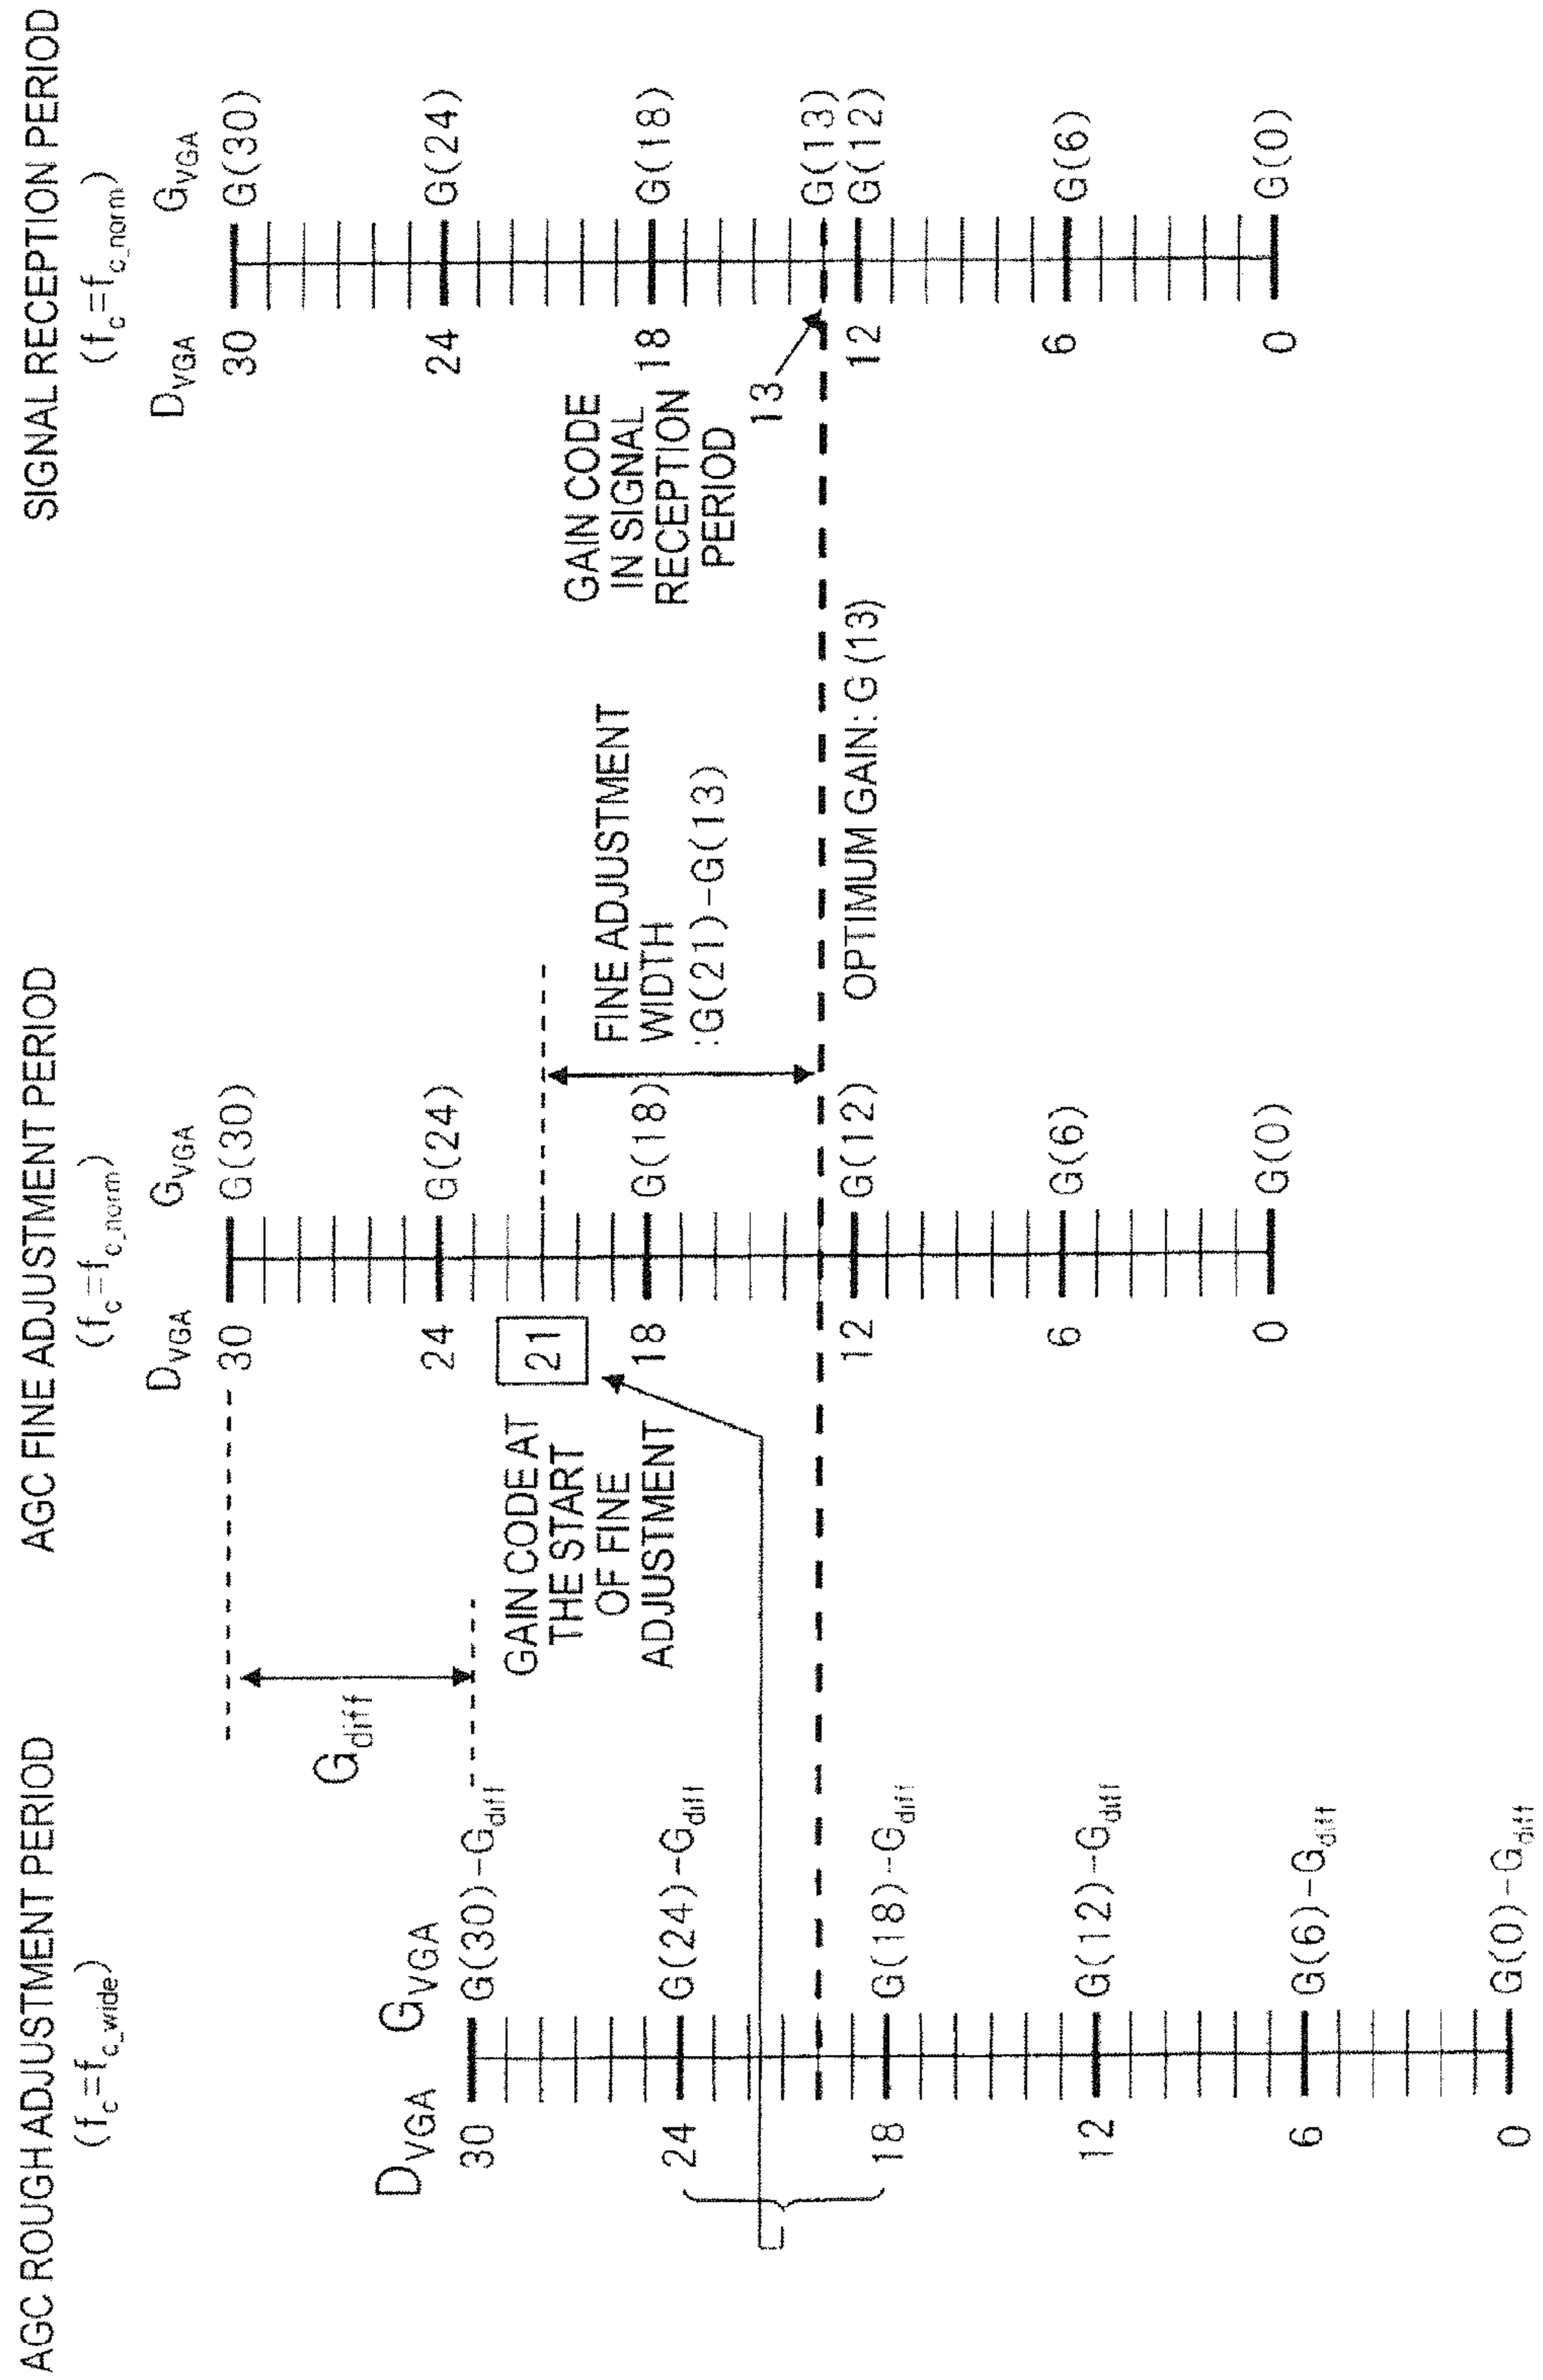 AGC ROUGH ADJUSTMENT PERIOD
(fc=fc_wide)
DVGA GVGA
30 G(30)-Gdiff
24 G(24)-Gdiff
18 G(18)-Gdiff
12 G(12)-Gdiff
6 G(6)-Gdiff
0 G(0)-Gdiff
Gdiff
AGC FINE ADJUSTMENT PERIOD
(fc=fc_norm)
DVGA GVGA
30 G(30)
24 G(24)
21
18 G(18)
12 G(12)
6 G(6)
0 G(0)
GAIN CODE AT
THE START
OF FINE
ADJUSTMENT
FINE ADJUSTMENT
WIDTH
:G(21)-G(13)
OPTIMUM GAIN: G(13)
SIGNAL RECEPTION PERIOD
(fc=fc_norm)
DVGA GVGA
30 G(30)
24 G(24)
18 G(18)
G(13)
12 G(12)
6 G(6)
0 G(0)
GAIN CODE
IN SIGNAL
RECEPTION
PERIOD
13